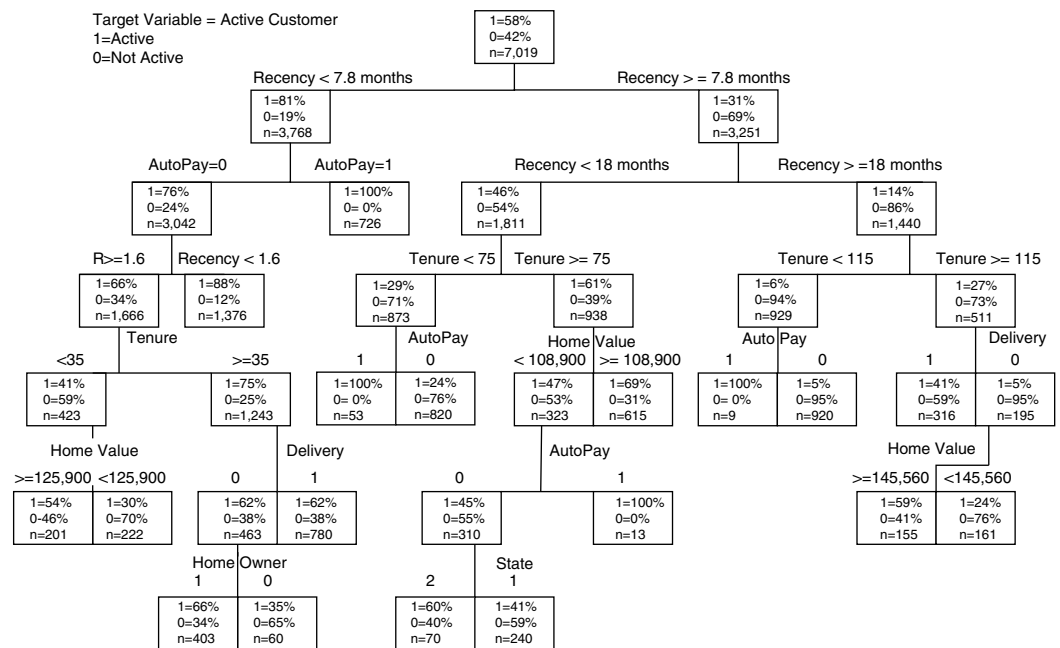 Target Variable = Active Customer
1=Active
0=Not Active
1=58%
0=42%
n=7,019
Recency < 7.8 months
Recency > = 7.8 months
1=81%
0=19%
n=3,768
1=31%
0=69%
n=3,251
AutoPay=0
AutoPay=1
Recency < 18 months
Recency > =18 months
1=76%
0=24%
n=3,042
1=100%
0= 0%
n=726
1=46%
0=54%
n=1,811
1=14%
0=86%
n=1,440
R>=1.6
Recency < 1.6
Tenure < 75
Tenure >= 75
Tenure < 115
Tenure >= 115
1=66%
0=34%
n=1,666
1=88%
0=12%
n=1,376
1=29%
0=71%
n=873
1=61%
0=39%
n=938
1=6%
0=94%
n=929
1=27%
0=73%
n=511
Tenure
<35
>=35
AutoPay
1
0
Home Value
< 108,900
>= 108,900
Auto Pay
1
0
Delivery
1
0
1=41%
0=59%
n=423
1=75%
0=25%
n=1,243
1=100%
0= 0%
n=53
1=24%
0=76%
n=820
1=47%
0=53%
n=323
1=69%
0=31%
n=615
1=100%
0= 0%
n=9
1=5%
0=95%
n=920
1=41%
0=59%
n=316
1=5%
0=95%
n=195
Home Value
>=125,900
<125,900
Delivery
0
1
AutoPay
0
1
Home Value
>=145,560
<145,560
1=54%
0-46%
n=201
1=30%
0=70%
n=222
1=62%
0=38%
n=463
1=62%
0=38%
n=780
1=45%
0=55%
n=310
1=100%
0=0%
n=13
1=59%
0=41%
n=155
1=24%
0=76%
n=161
Home Owner
1
0
State
2
1
1=66%
0=34%
n=403
1=35%
0=65%
n=60
1=60%
0=40%
n=70
1=41%
0=59%
n=240